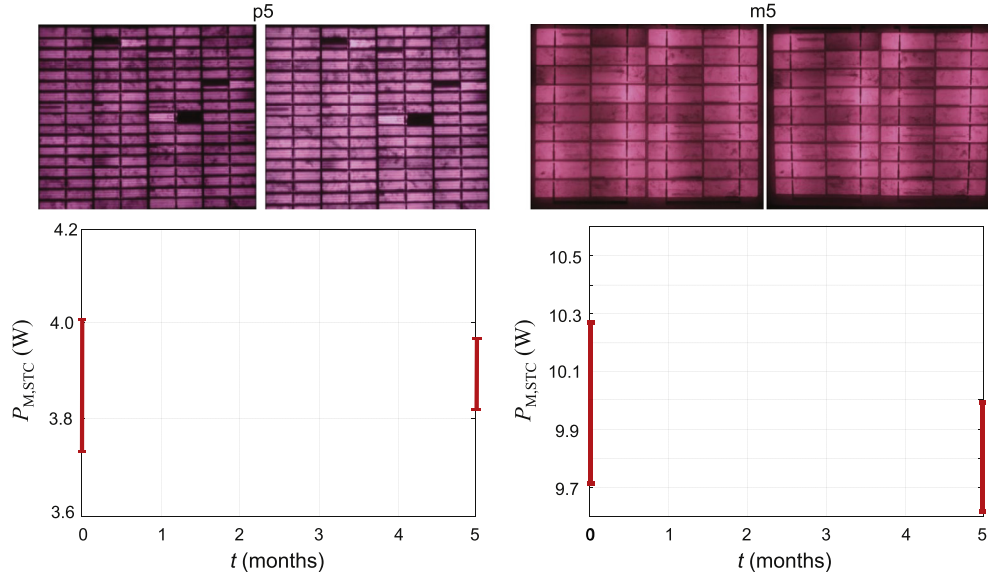 p5
m5
4.2
4.0
3.8
3.6
P_M,STC (W)
0 1 2 3 4 5
t (months)
10.5
10.3
10.1
9.9
9.7
P_M,STC (W)
0 1 2 3 4 5
t (months)